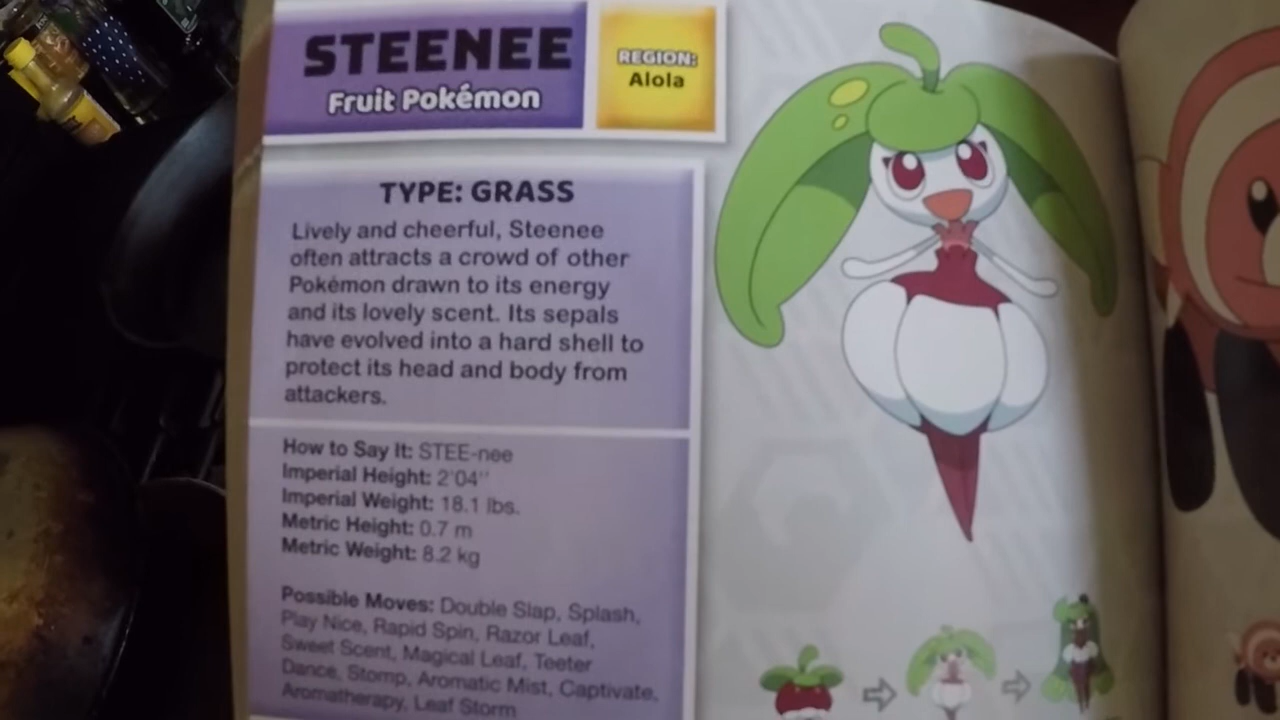 STEENEE
Fruit Pokémon
REGION:
Alola
TYPE: GRASS
Lively and cheerful, Steenee
often attracts a crowd of other
Pokémon drawn to its energy
and its lovely scent. Its sepals
have evolved into a hard shell to
protect its head and body from
attackers.
How to Say It: STEE-nee
Imperial Height: 2'04''
Imperial Weight: 18.1 lbs.
Metric Height: 0.7 m
Metric Weight: 8.2 kg
Possible Moves: Double Slap, Splash,
Play Nice, Rapid Spin, Razor Leaf,
Sweet Scent, Magical Leaf, Teeter
Dance, Stomp, Aromatic Mist, Captivate,
Aromatherapy, Leaf Storm